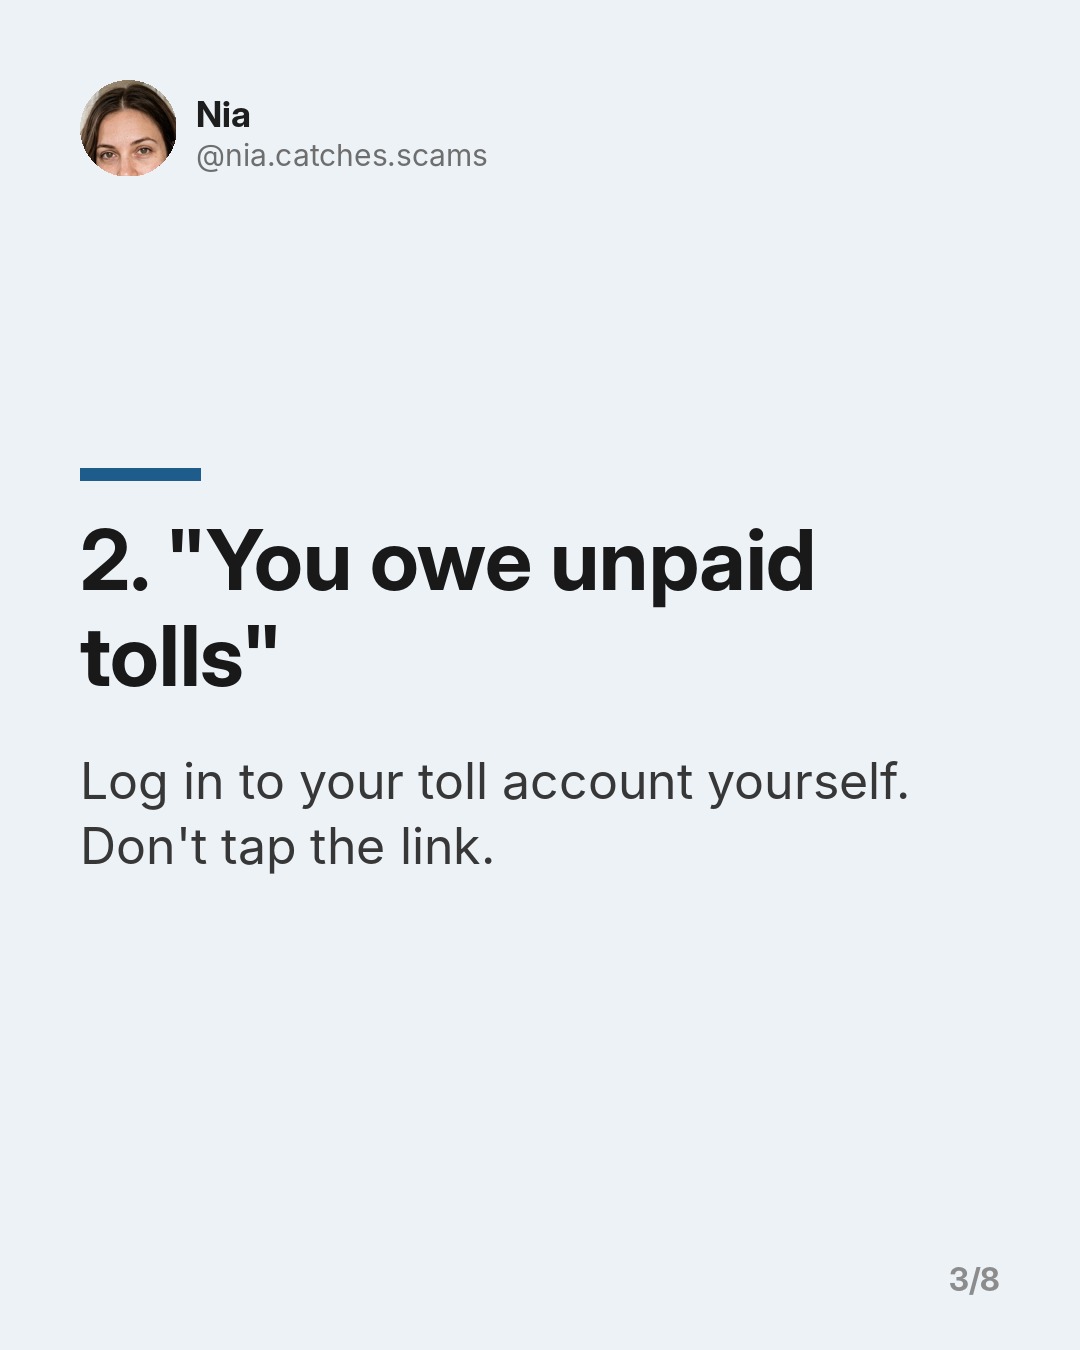 Nia
@nia.catches.scams
2. "You owe unpaid
tolls"
Log in to your toll account yourself.
Don't tap the link.
3/8